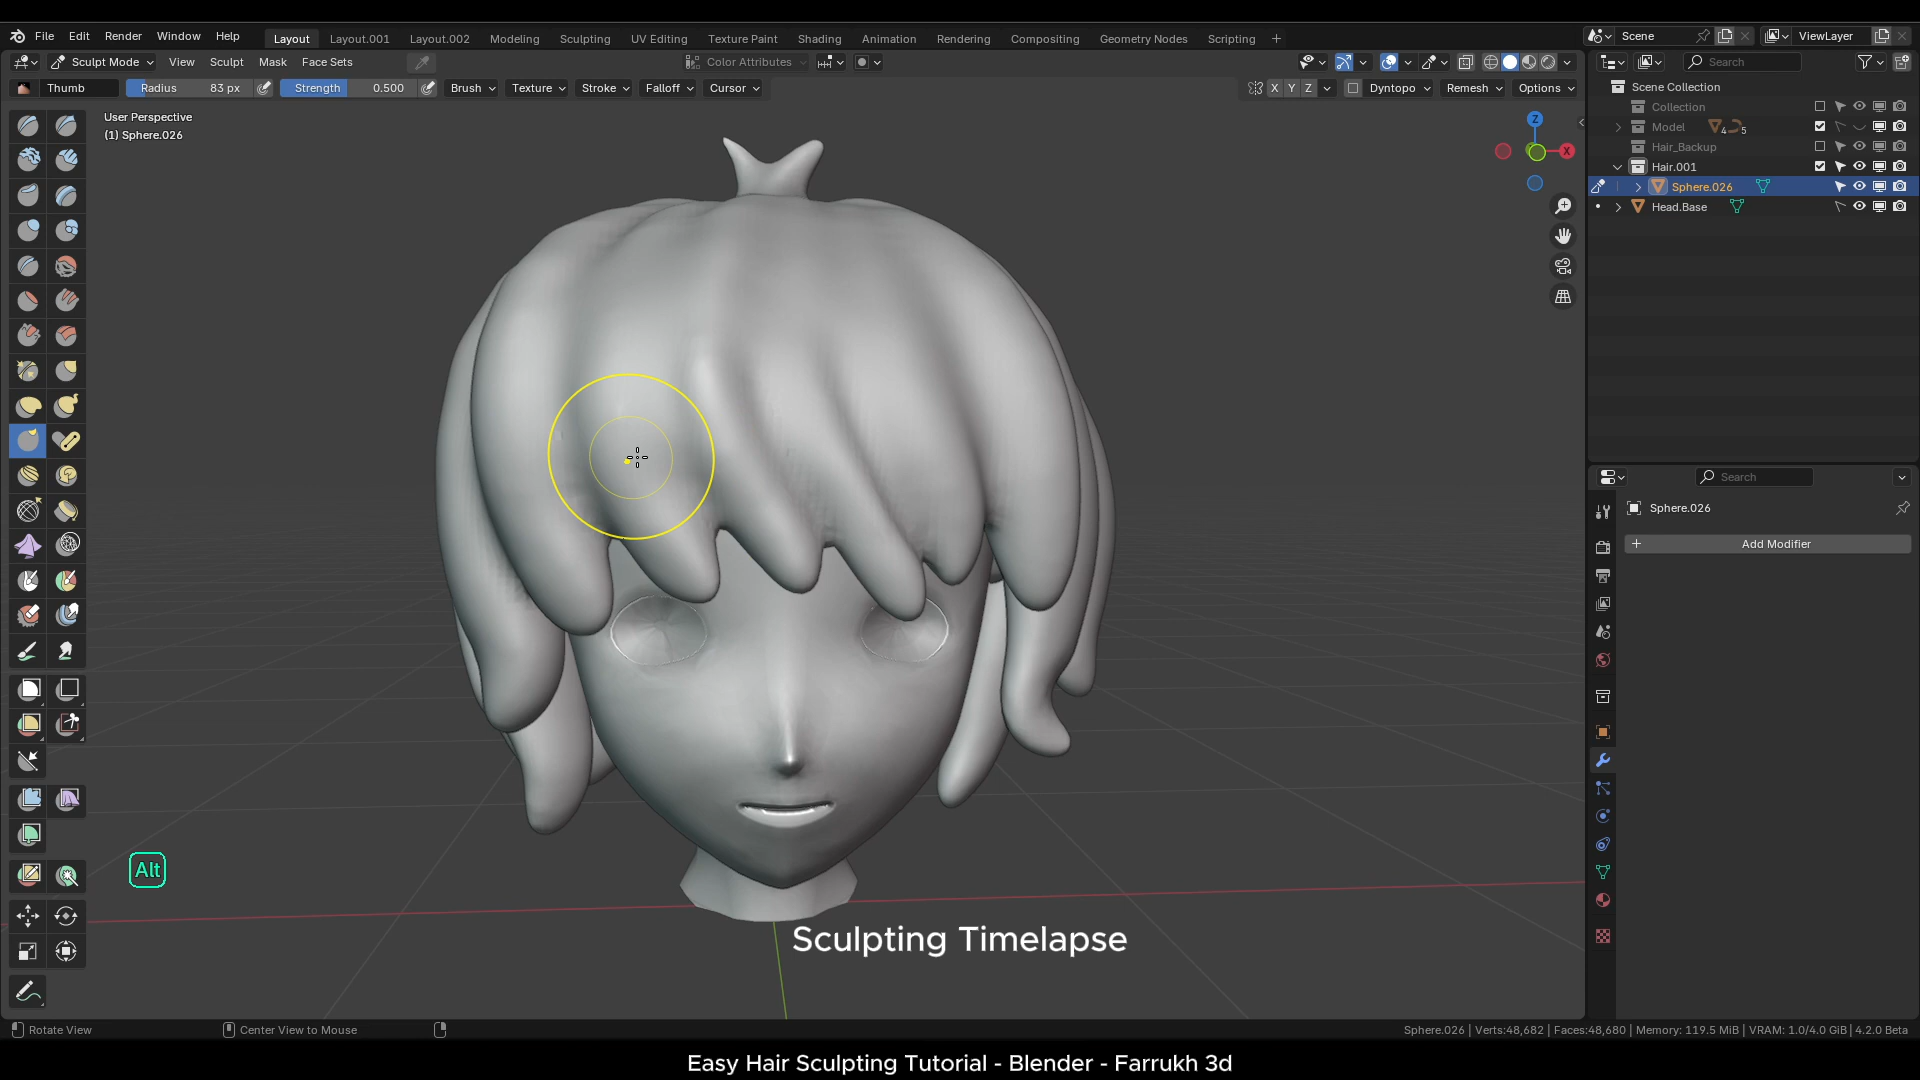 File Edit Render Window Help Layout Layout.001 Layout.002 Modeling Sculpting UV Editing Texture Paint Shading Animation Rendering Compositing Geometry Nodes Scripting + Scene ViewLayer
Sculpt Mode View Sculpt Mask Face Sets Color Attributes Search
Thumb Radius 83 px Strength 0.500 Brush Texture Stroke Falloff Cursor X Y Z Dyntopo Remesh Options
Scene Collection
Collection
Model 4 5
Hair_Backup
Hair.001
Sphere.026
Head.Base
User Perspective
(1) Sphere.026
Z
X
Search
Sphere.026
+ Add Modifier
Alt
Sculpting Timelapse
Rotate View Center View to Mouse Sphere.026 | Verts:48,682 | Faces:48,680 | Memory: 119.5 MiB | VRAM: 1.0/4.0 GiB | 4.2.0 Beta
Easy Hair Sculpting Tutorial - Blender - Farrukh 3d